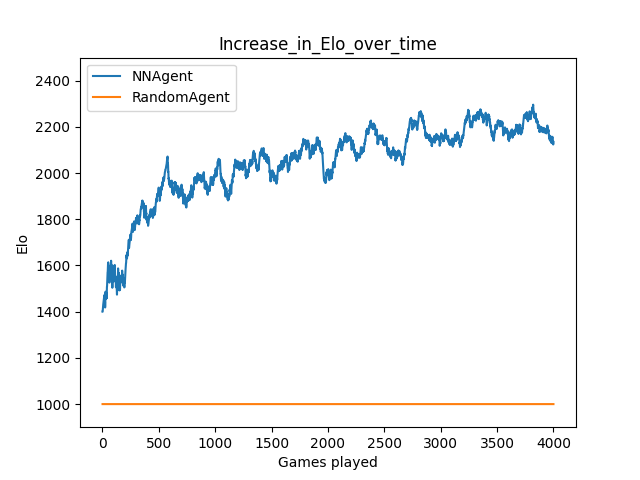 Increase_in_Elo_over_time
NNAgent
RandomAgent
2400
2200
2000
1800
1600
1400
1200
1000
Elo
0 500 1000 1500 2000 2500 3000 3500 4000
Games played